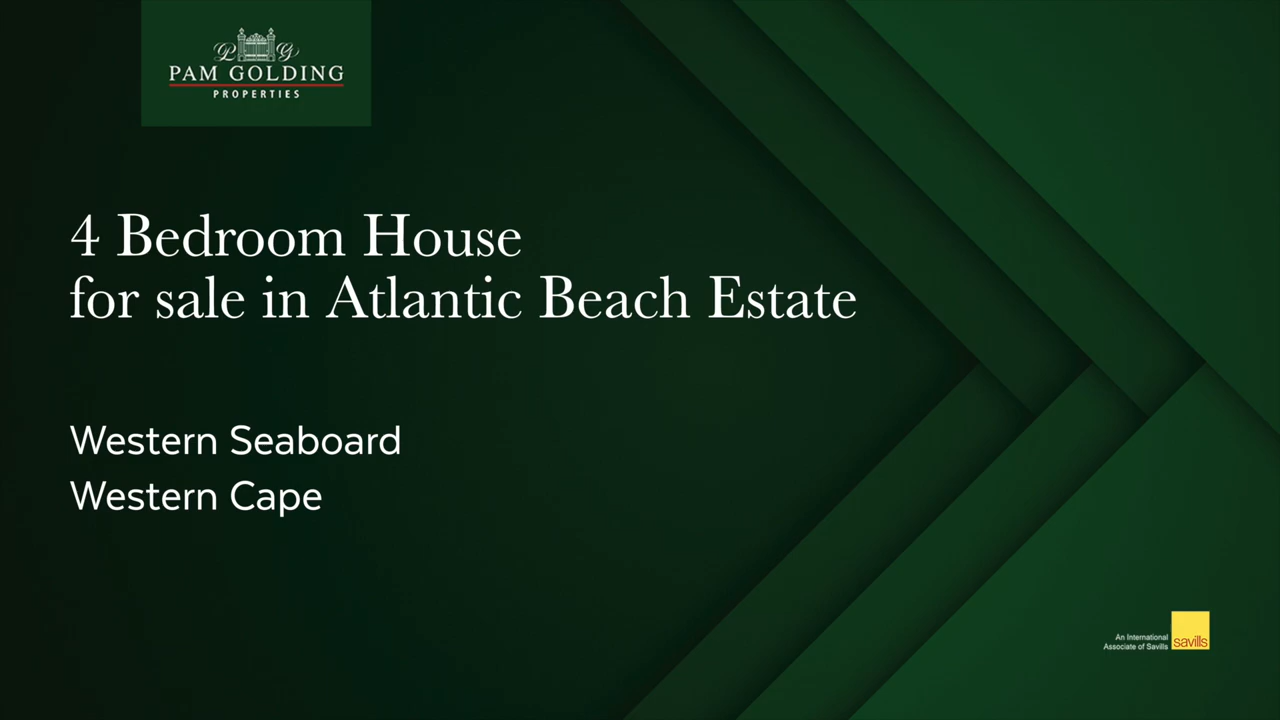 P G
PAM GOLDING
PROPERTIES
4 Bedroom House
for sale in Atlantic Beach Estate
Western Seaboard
Western Cape
An International
Associate of Savills
savills